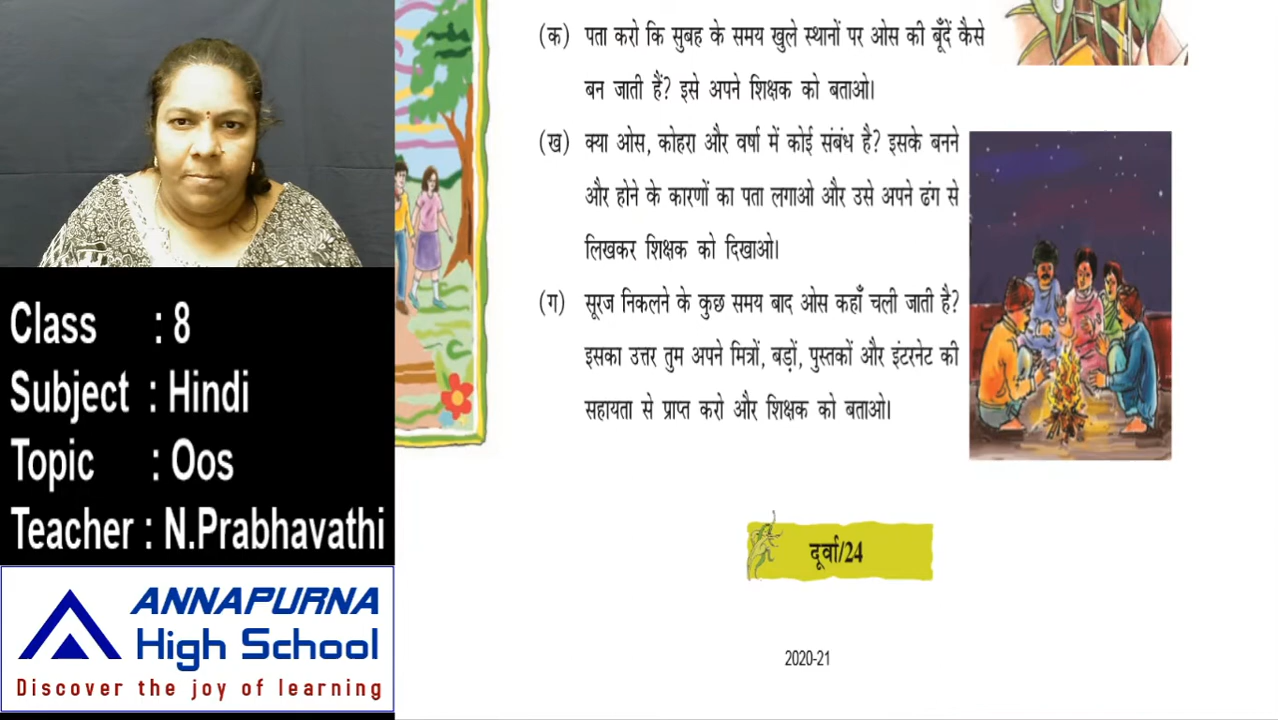 (क) पता करो कि सुबह के समय खुले स्थानों पर ओस की बूँदें कैसे
बन जाती हैं? इसे अपने शिक्षक को बताओ।
(ख) क्या ओस, कोहरा और वर्षा में कोई संबंध है? इसके बनने
और होने के कारणों का पता लगाओ और उसे अपने ढंग से
लिखकर शिक्षक को दिखाओ।
(ग) सूरज निकलने के कुछ समय बाद ओस कहाँ चली जाती है?
इसका उत्तर तुम अपने मित्रों, बड़ों, पुस्तकों और इंटरनेट की
सहायता से प्राप्त करो और शिक्षक को बताओ।
दूर्वा/24
2020-21
Class : 8
Subject : Hindi
Topic : Oos
Teacher : N.Prabhavathi
ANNAPURNA
High School
Discover the joy of learning